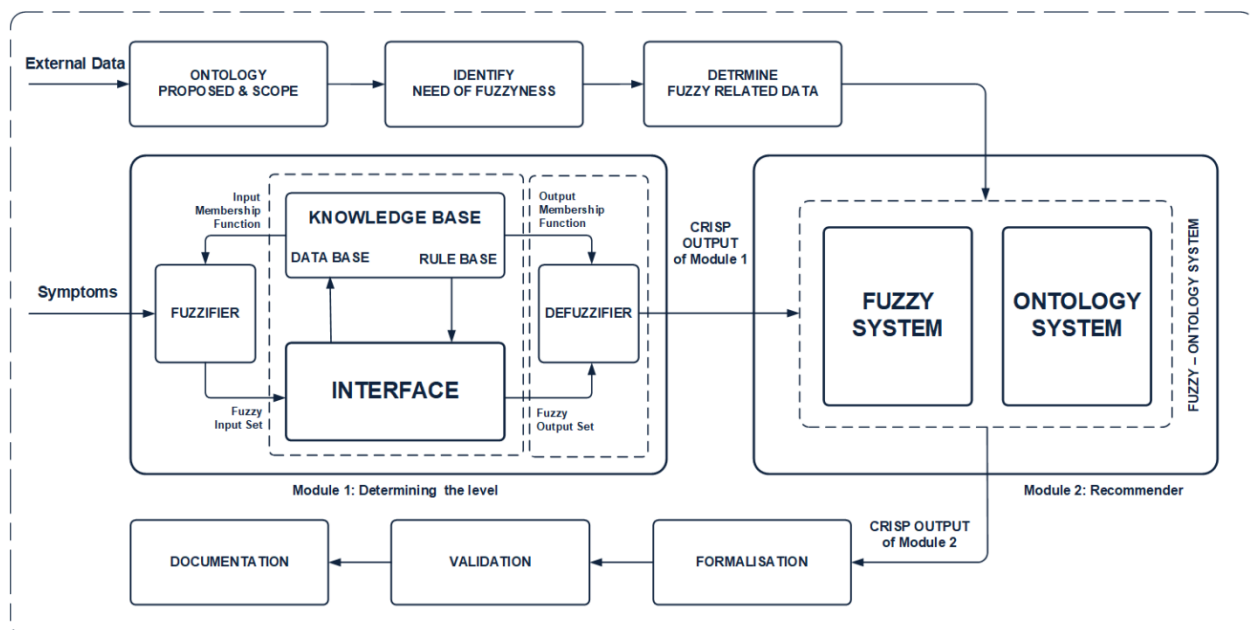 External Data
ONTOLOGY
PROPOSED & SCOPE
IDENTIFY
NEED OF FUZZYNESS
DETRMINE
FUZZY RELATED DATA
Input
Membership
Function
KNOWLEDGE BASE
DATA BASE
RULE BASE
Output
Membership
Function
CRISP
OUTPUT
of Module 1
Symptoms
FUZZIFIER
DEFUZZIFIER
INTERFACE
Fuzzy
Input Set
Fuzzy
Output Set
Module 1: Determining the level
FUZZY
SYSTEM
ONTOLOGY
SYSTEM
FUZZY – ONTOLOGY SYSTEM
Module 2: Recommender
CRISP OUTPUT
of Module 2
DOCUMENTATION
VALIDATION
FORMALISATION